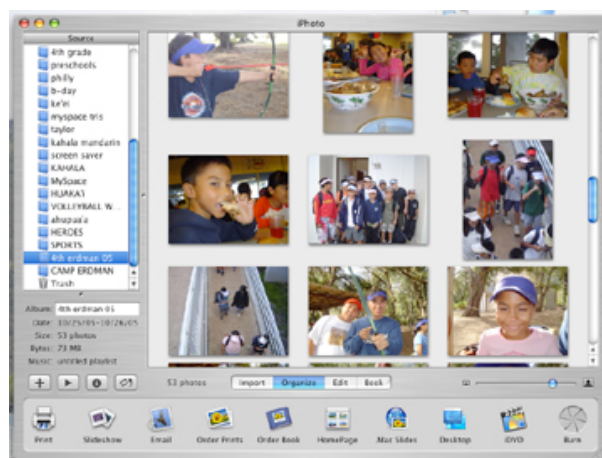 iPhoto
Source
4th grade
preschools
philly
b-day
ke'ei
myspace tris
taylor
kahala mandarin
screen saver
KAHALA
MySpace
HUAKA'I
VOLLEYBALL W...
ahupua'a
HEROES
SPORTS
4th erdman 05
CAMP ERDMAN
Trash
Album: 4th erdman 05
Date: 10/25/05-10/26/05
Size: 53 photos
Bytes: 73 MB
Music: untitled playlist
53 photos Import Organize Edit Book
Print Slideshow Email Order Prints Order Book HomePage .Mac Slides Desktop iDVD Burn